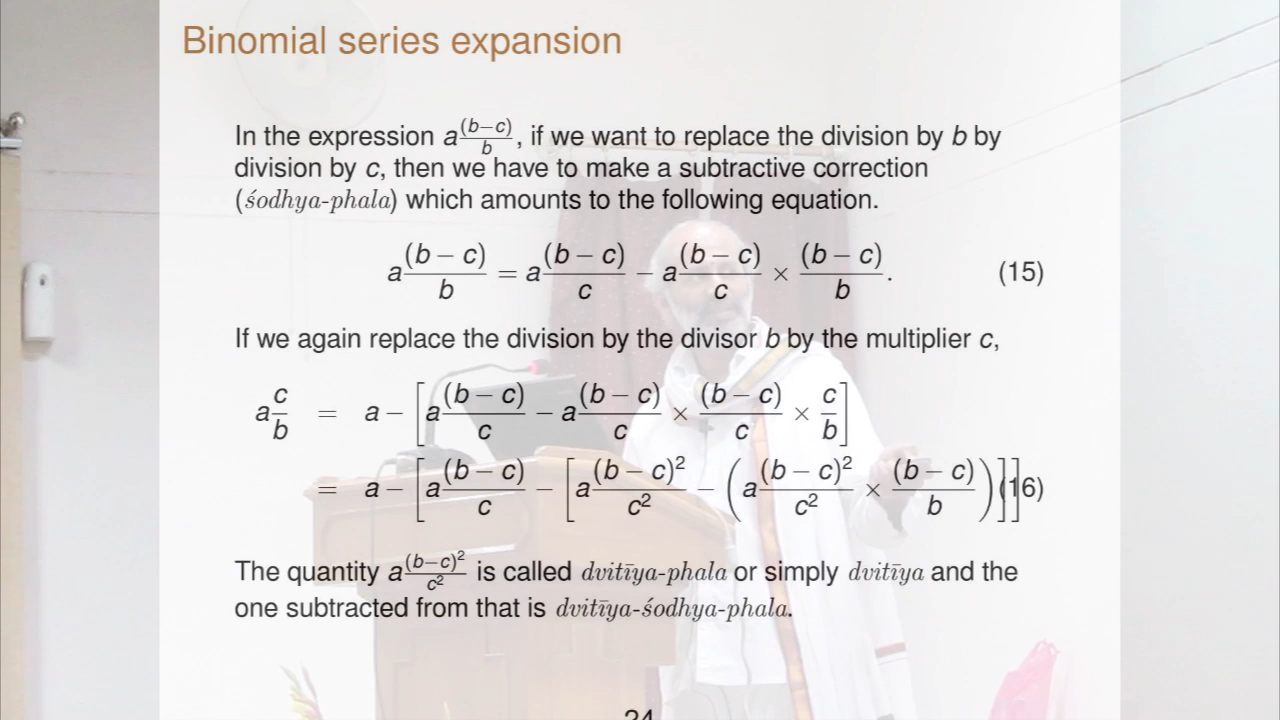 Binomial series expansion
In the expression a (b−c)/b, if we want to replace the division by b by
division by c, then we have to make a subtractive correction
(śodhya-phala) which amounts to the following equation.
a (b − c)/b = a (b − c)/c − a (b − c)/c × (b − c)/b. (15)
If we again replace the division by the divisor b by the multiplier c,
a c/b = a − [a (b − c)/c − a (b − c)/c × (b − c)/c × c/b]
= a − [a (b − c)/c − [a (b − c)²/c² − (a (b − c)²/c² × (b − c)/b)]] (16)
The quantity a (b−c)²/c² is called dvitīya-phala or simply dvitīya and the
one subtracted from that is dvitīya-śodhya-phala.